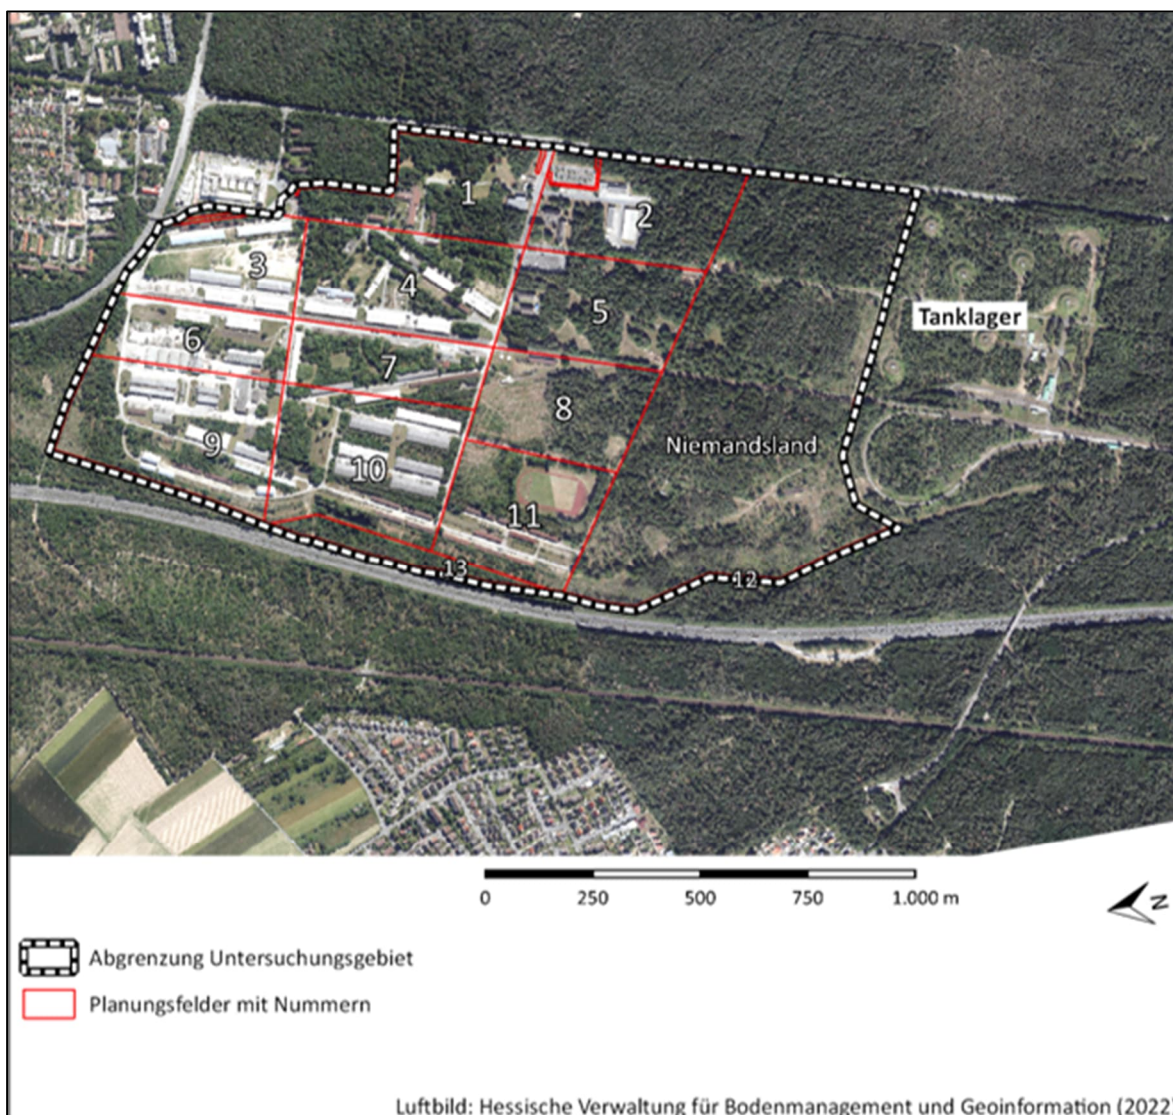 1
2
3
4
5
Tanklager
6
7
8
9
Niemandsland
10
11
13
12
0 250 500 750 1.000 m
N
Abgrenzung Untersuchungsgebiet
Planungsfelder mit Nummern
Luftbild: Hessische Verwaltung für Bodenmanagement und Geoinformation (2022